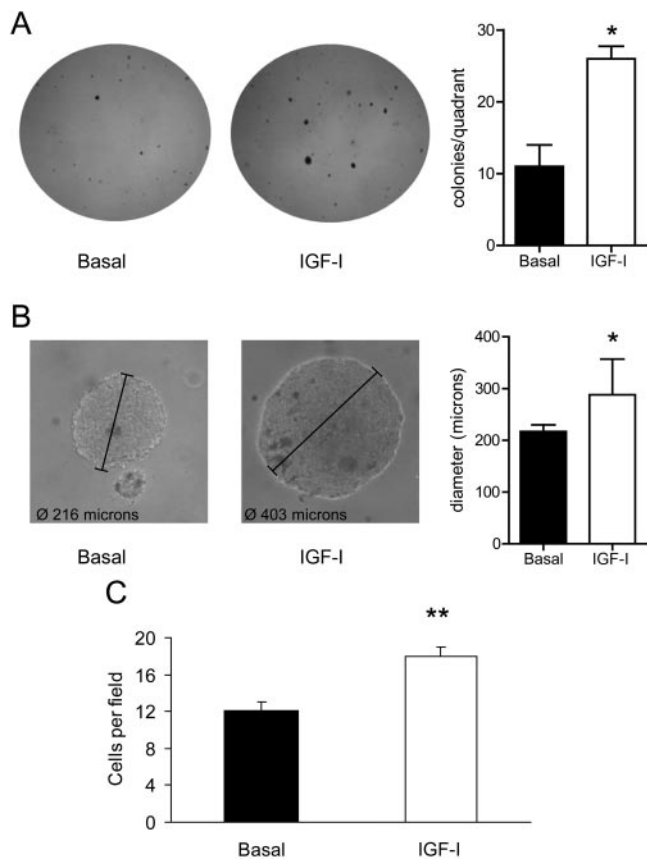 A
Basal
IGF-I
colonies/quadrant
30
20
10
0
*
Basal
IGF-I
B
Ø 216 microns
Ø 403 microns
Basal
IGF-I
diameter (microns)
400
300
200
100
0
*
Basal
IGF-I
C
Cells per field
20
16
12
8
4
0
**
Basal
IGF-I